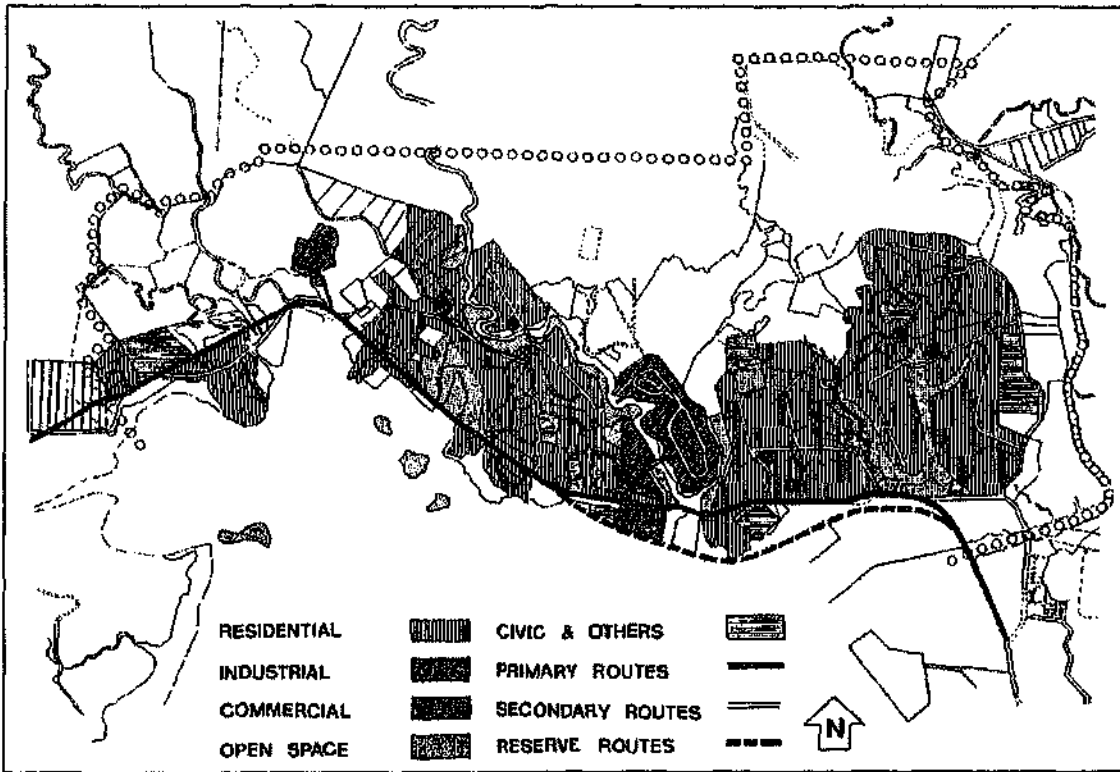 RESIDENTIAL
CIVIC & OTHERS
INDUSTRIAL
PRIMARY ROUTES
COMMERCIAL
SECONDARY ROUTES
OPEN SPACE
RESERVE ROUTES
N